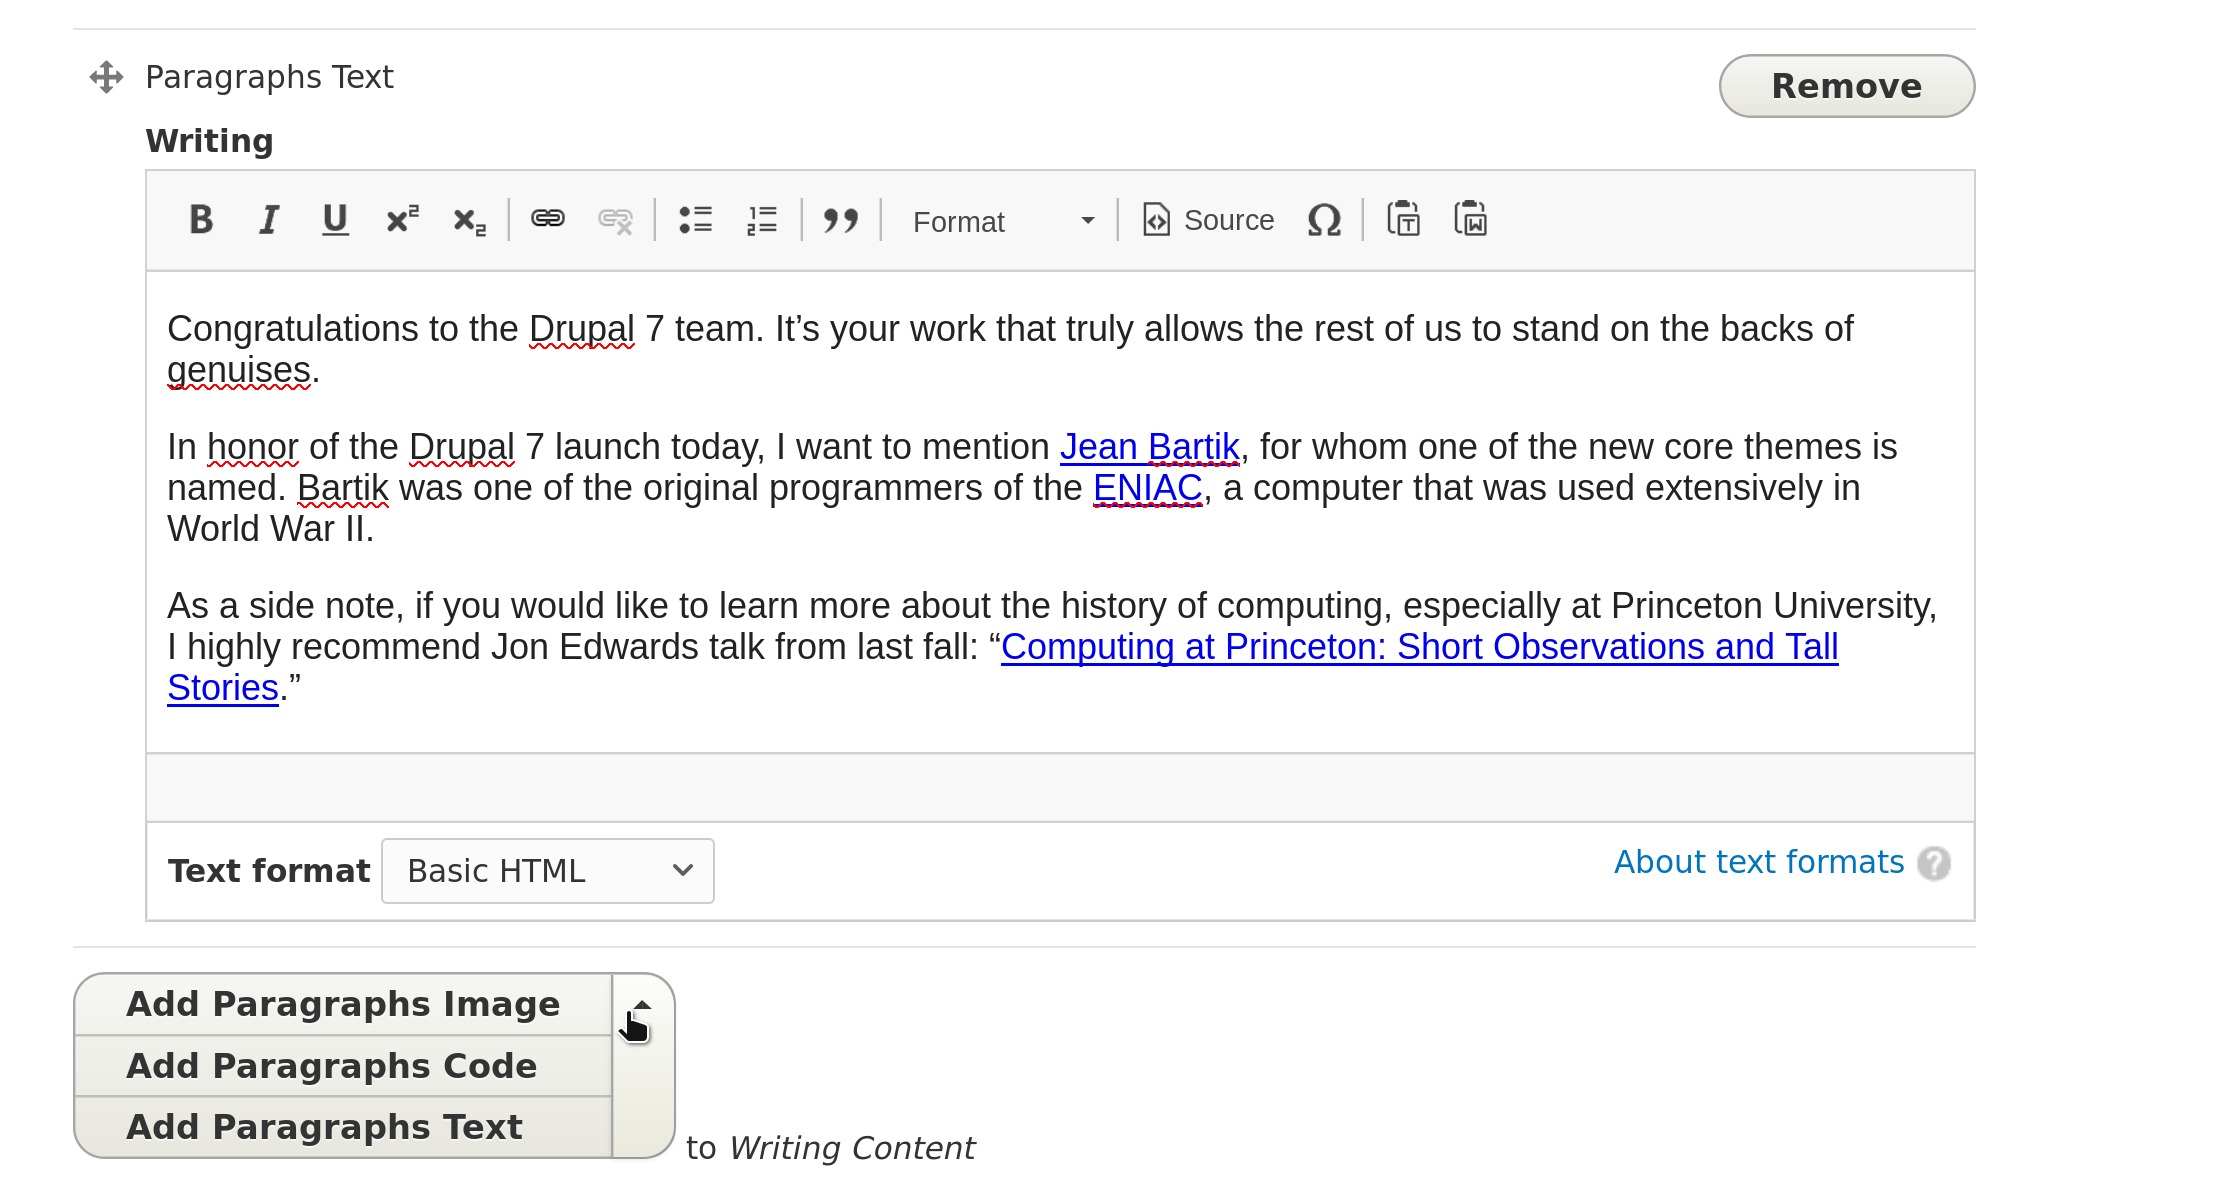 Paragraphs Text
Remove
Writing
B I U x² x₂ Format Source Ω T W
Congratulations to the Drupal 7 team. It’s your work that truly allows the rest of us to stand on the backs of
genuises.
In honor of the Drupal 7 launch today, I want to mention Jean Bartik, for whom one of the new core themes is
named. Bartik was one of the original programmers of the ENIAC, a computer that was used extensively in
World War II.
As a side note, if you would like to learn more about the history of computing, especially at Princeton University,
I highly recommend Jon Edwards talk from last fall: “Computing at Princeton: Short Observations and Tall
Stories.”
Text format Basic HTML About text formats ?
Add Paragraphs Image
Add Paragraphs Code
Add Paragraphs Text
to Writing Content